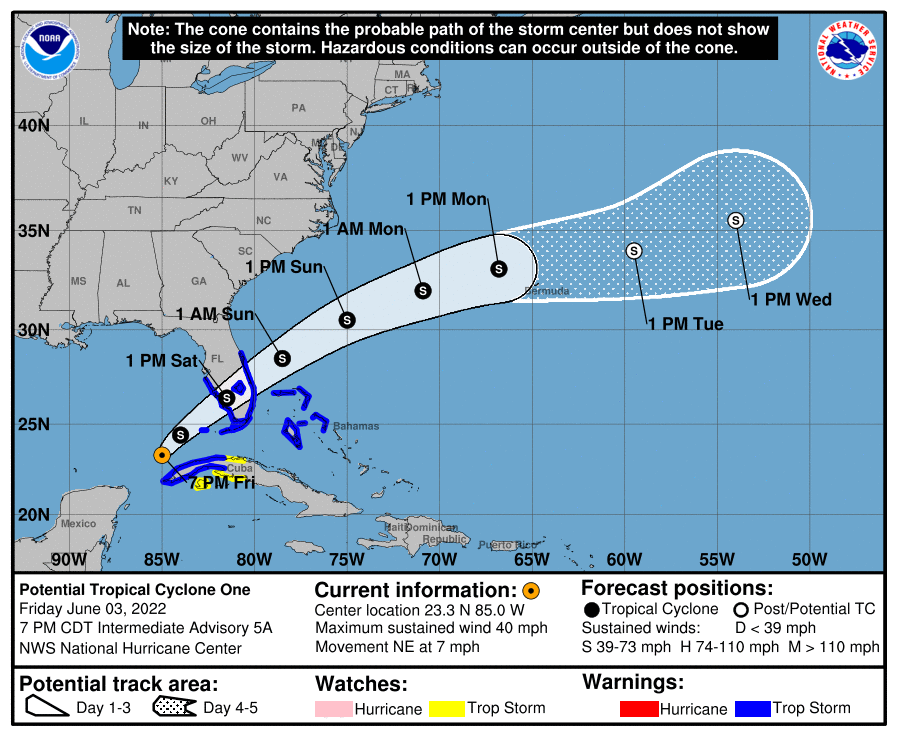 Note: The cone contains the probable path of the storm center but does not show
the size of the storm. Hazardous conditions can occur outside of the cone.
NOAA
NATIONAL WEATHER SERVICE
MA
CT
PA
NJ
40N
IL
IN
OH
WV
VA
KY
1 PM Mon
TN
NC
35N
1 AM Mon
SC
1 PM Sun
MS
AL
GA
Bermuda
1 PM Wed
1 AM Sun
1 PM Tue
30N
1 PM Sat
FL
25N
Bahamas
Cuba
7 PM Fri
20N
Mexico
Haiti
Dominican
Republic
Puerto Rico
90W 85W 80W 75W 70W 65W 60W 55W 50W
S
S
S
S
S
S
S
S
Potential Tropical Cyclone One
Friday June 03, 2022
7 PM CDT Intermediate Advisory 5A
NWS National Hurricane Center
Current information:
Center location 23.3 N 85.0 W
Maximum sustained wind 40 mph
Movement NE at 7 mph
Forecast positions:
Tropical Cyclone Post/Potential TC
Sustained winds: D < 39 mph
S 39-73 mph H 74-110 mph M > 110 mph
Potential track area:
Day 1-3 Day 4-5
Watches:
Hurricane Trop Storm
Warnings:
Hurricane Trop Storm